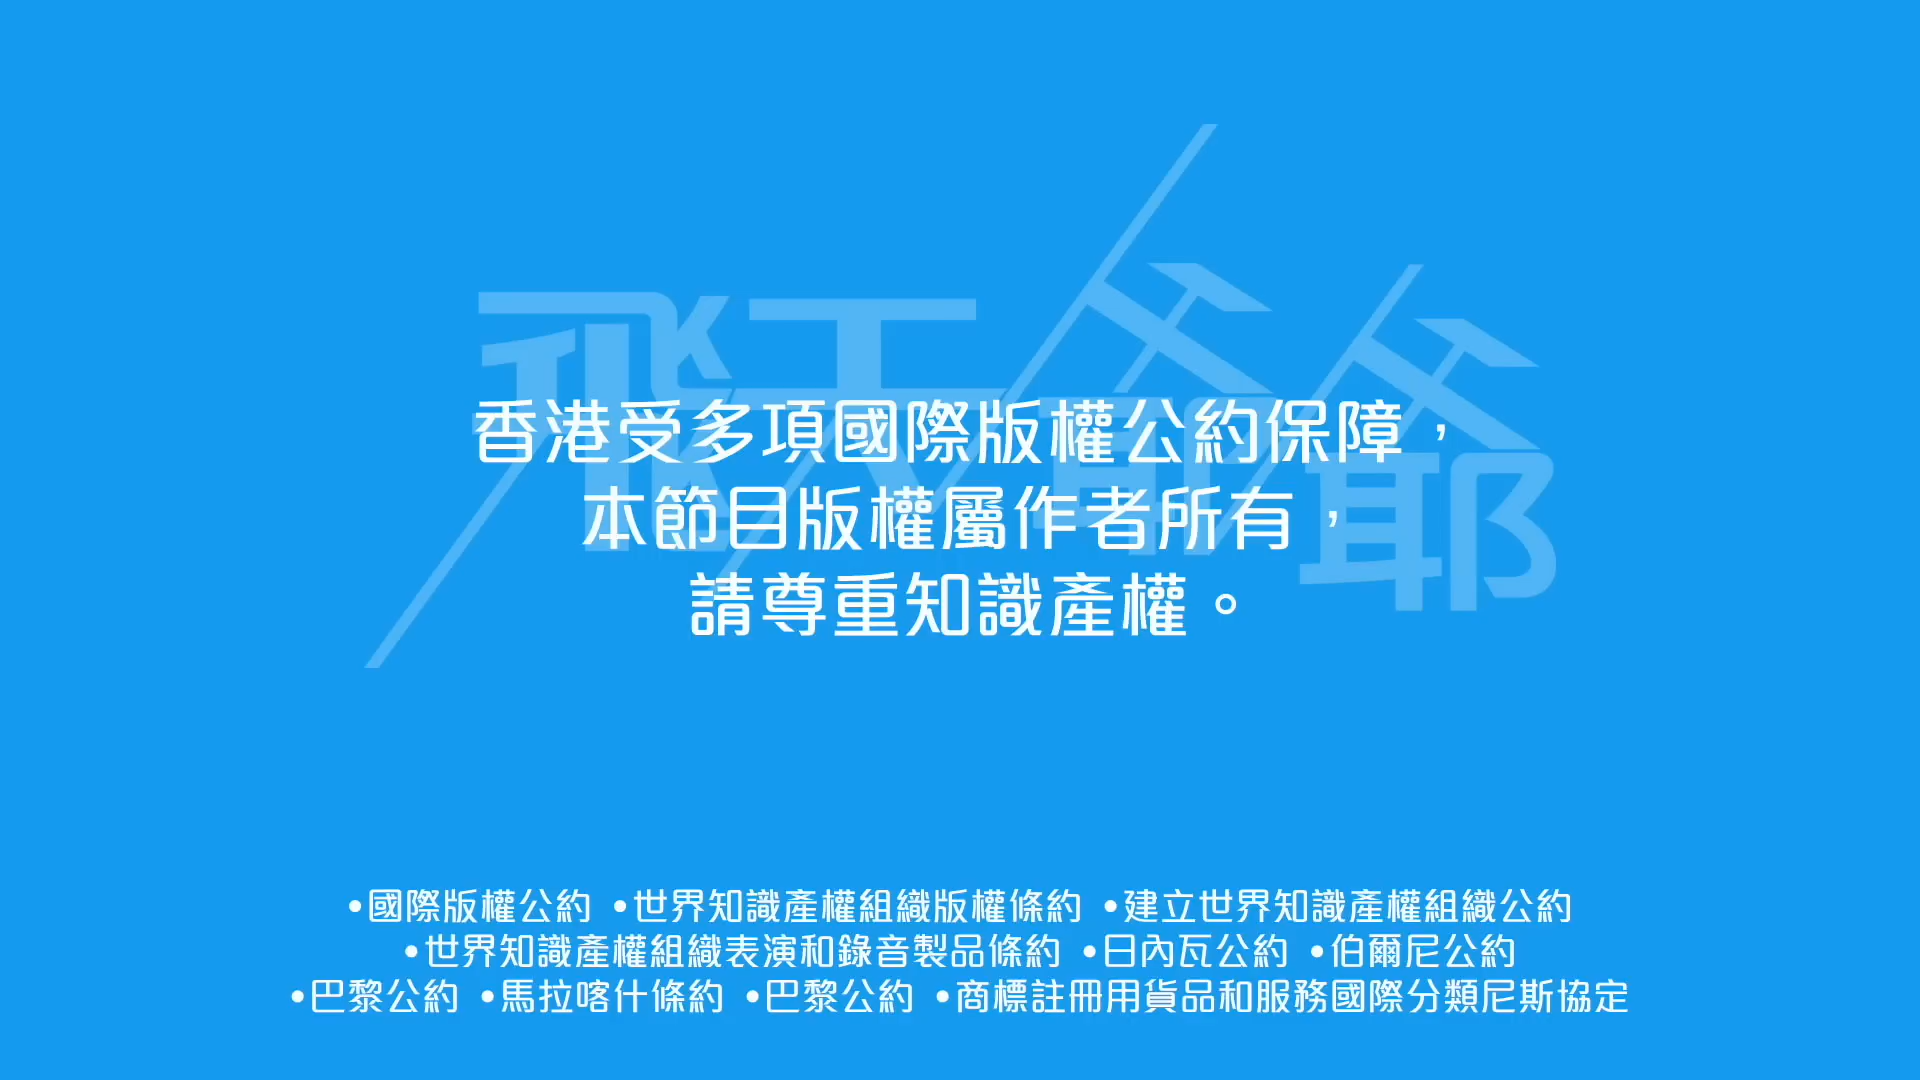 飛天爺爺
香港受多項國際版權公約保障，
本節目版權屬作者所有，
請尊重知識產權。
•國際版權公約 •世界知識產權組織版權條約 •建立世界知識產權組織公約
•世界知識產權組織表演和錄音製品條約 •日內瓦公約 •伯爾尼公約
•巴黎公約 •馬拉喀什條約 •巴黎公約 •商標註冊用貨品和服務國際分類尼斯協定